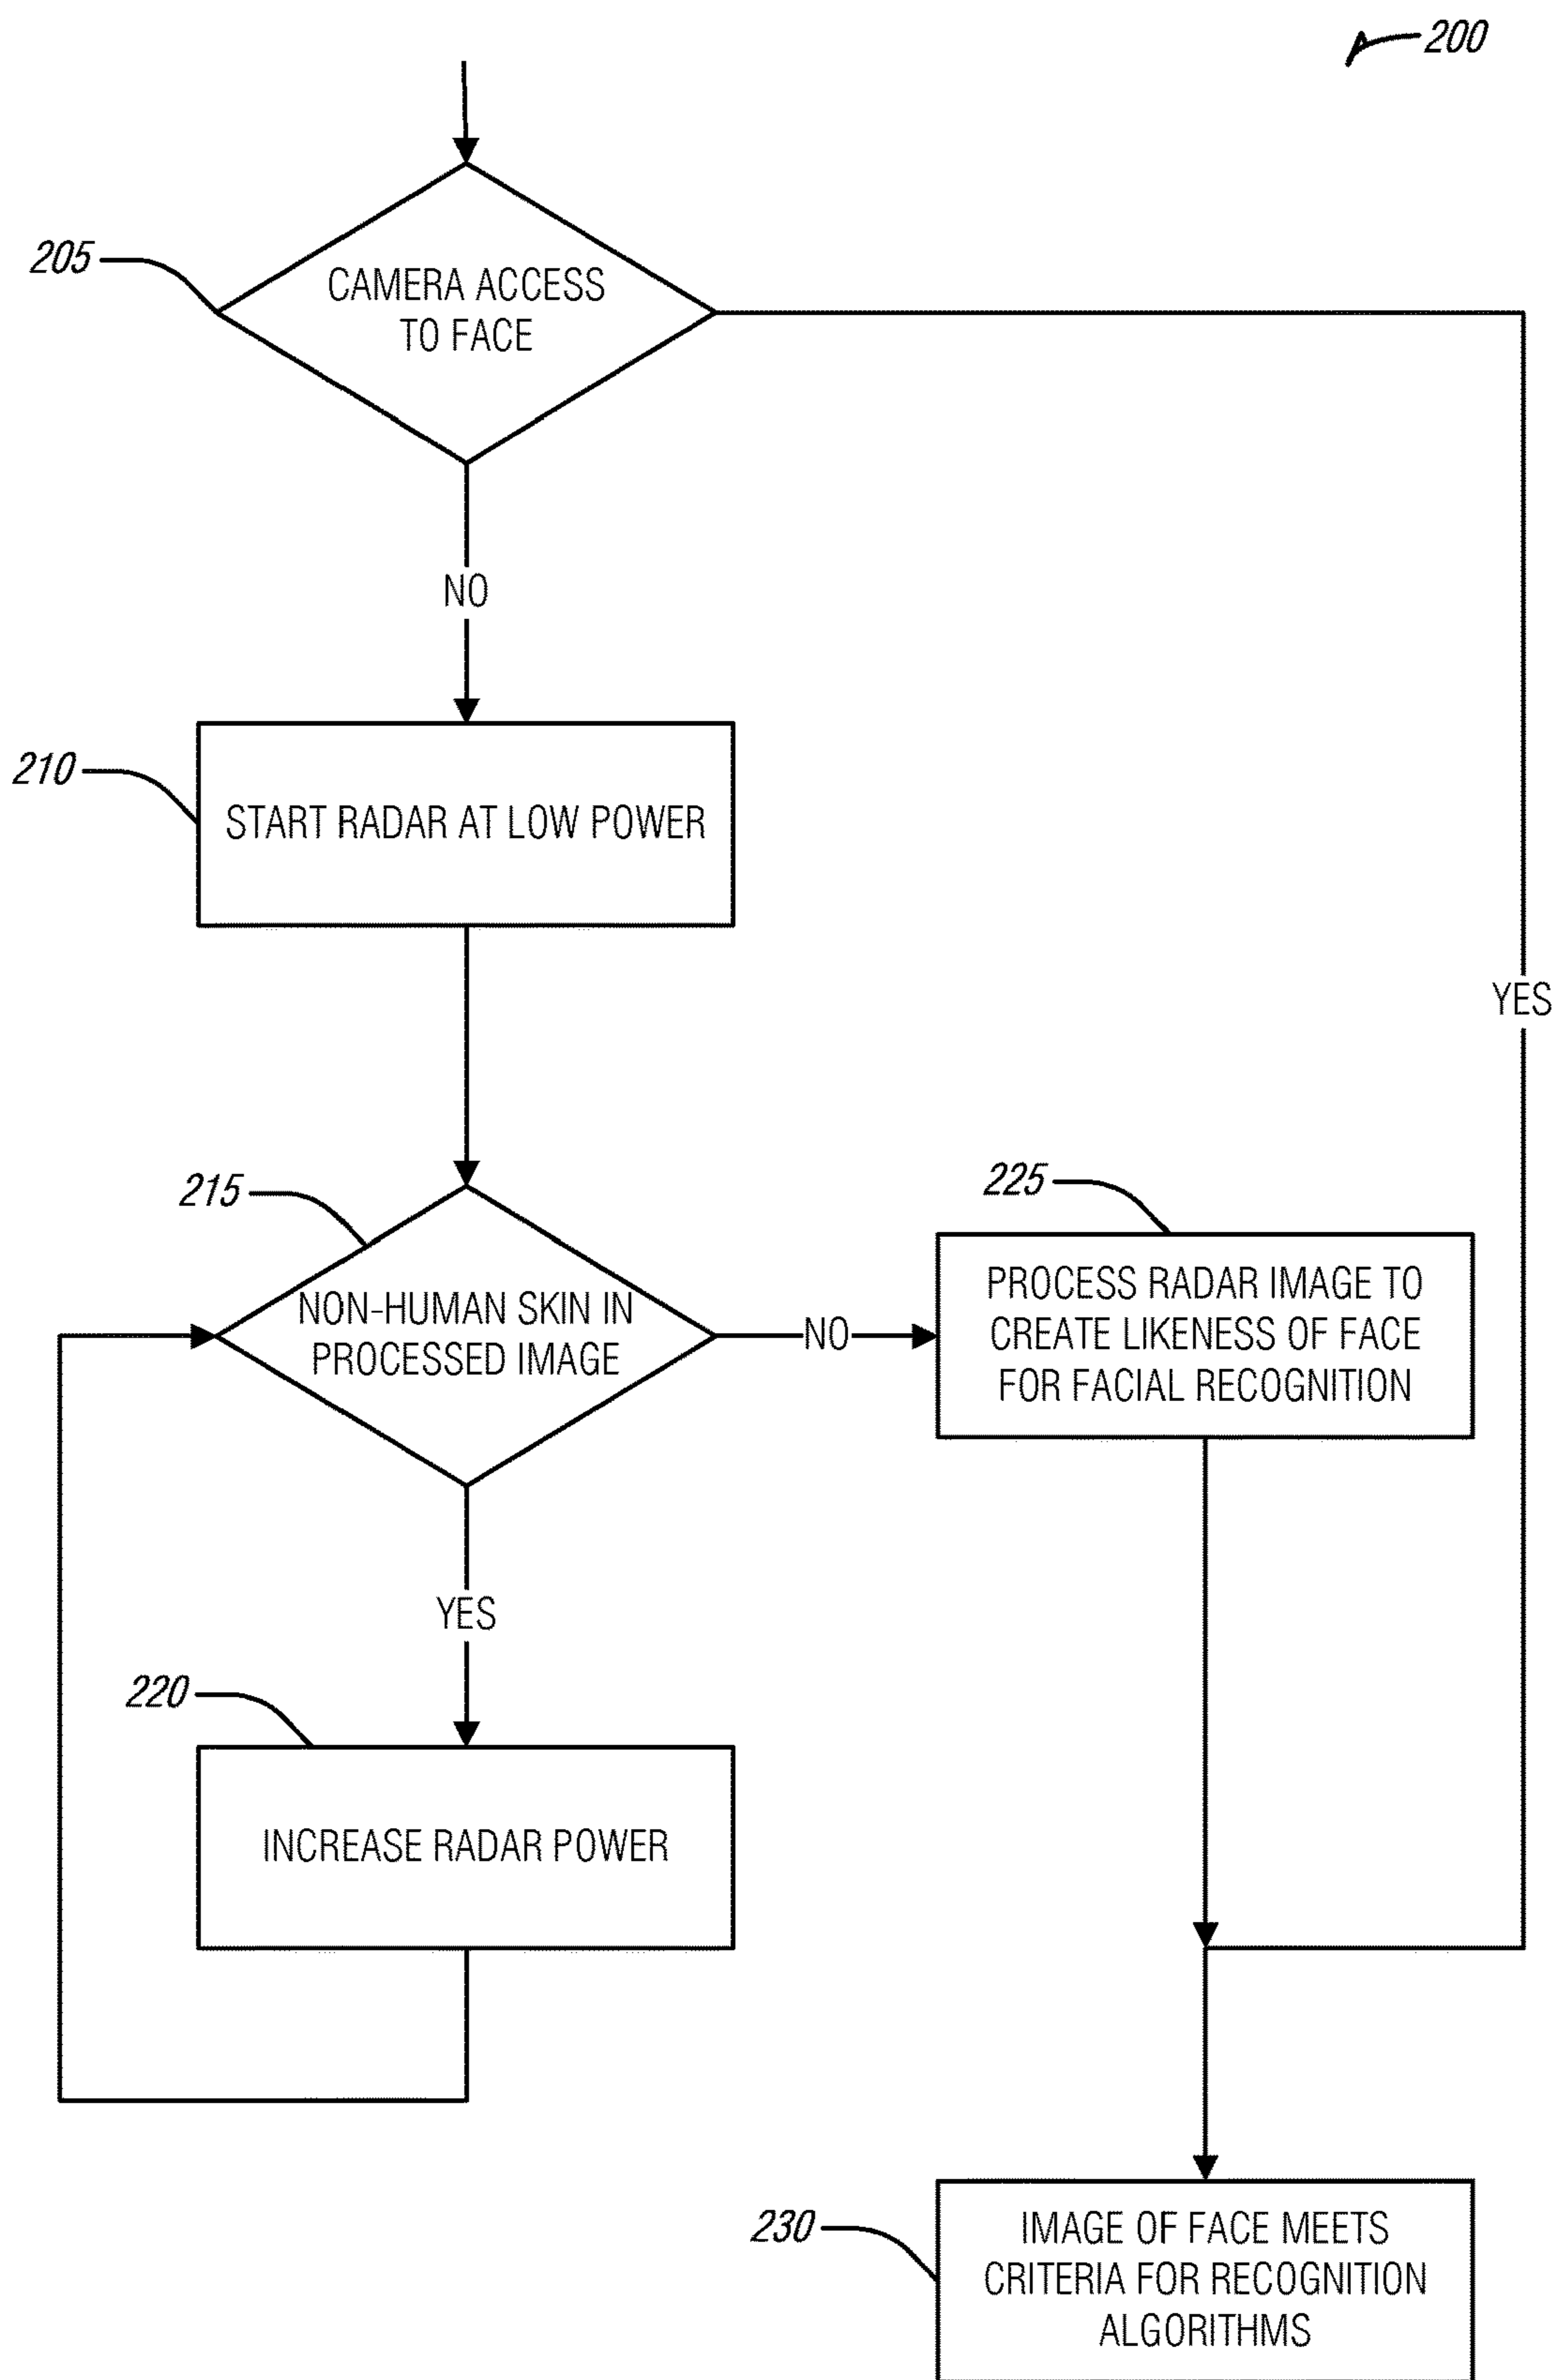 200
205
CAMERA ACCESS
TO FACE
NO
210
START RADAR AT LOW POWER
YES
215
NON-HUMAN SKIN IN
PROCESSED IMAGE
NO
225
PROCESS RADAR IMAGE TO
CREATE LIKENESS OF FACE
FOR FACIAL RECOGNITION
YES
220
INCREASE RADAR POWER
230
IMAGE OF FACE MEETS
CRITERIA FOR RECOGNITION
ALGORITHMS